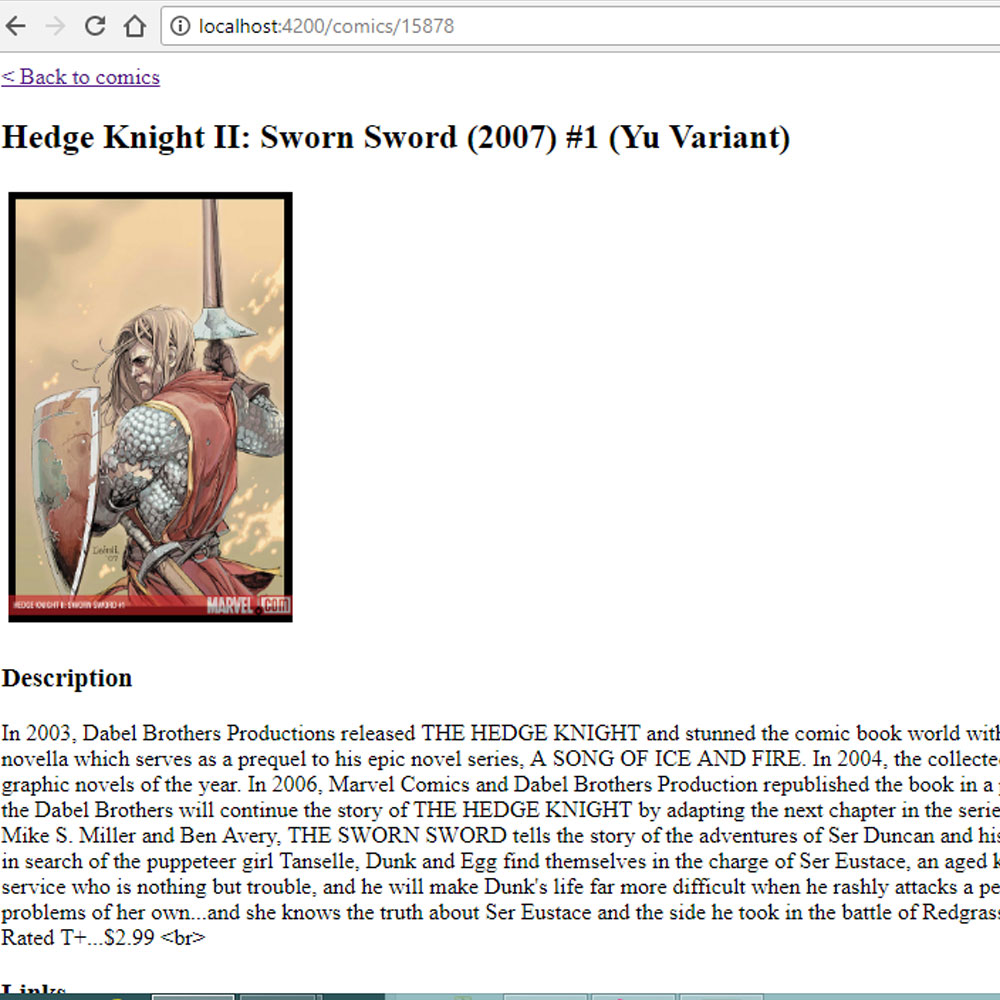 localhost:4200/comics/15878
< Back to comics
Hedge Knight II: Sworn Sword (2007) #1 (Yu Variant)
HEDGE KNIGHT II: SWORN SWORD #1
MARVEL.COM
Description
In 2003, Dabel Brothers Productions released THE HEDGE KNIGHT and stunned the comic book world with
novella which serves as a prequel to his epic novel series, A SONG OF ICE AND FIRE. In 2004, the collecte
graphic novels of the year. In 2006, Marvel Comics and Dabel Brothers Production republished the book in a
the Dabel Brothers will continue the story of THE HEDGE KNIGHT by adapting the next chapter in the serie
Mike S. Miller and Ben Avery, THE SWORN SWORD tells the story of the adventures of Ser Duncan and his
in search of the puppeteer girl Tanselle, Dunk and Egg find themselves in the charge of Ser Eustace, an aged k
service who is nothing but trouble, and he will make Dunk's life far more difficult when he rashly attacks a pe
problems of her own...and she knows the truth about Ser Eustace and the side he took in the battle of Redgrass
Rated T+...$2.99 <br>
Links